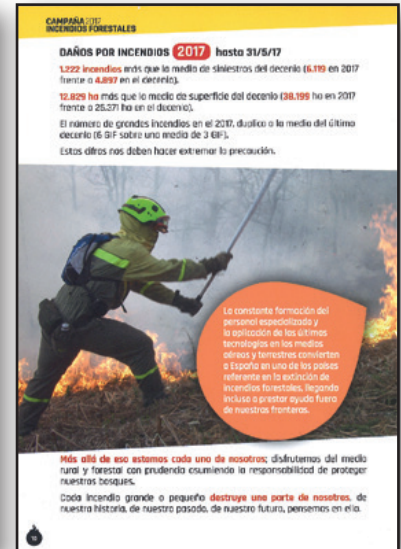 CAMPAÑA 2017
INCENDIOS FORESTALES
DAÑOS POR INCENDIOS 2017 hasta 31/5/17
1.222 incendios más que la media de siniestros del decenio (6.119 en 2017
frente a 4.897 en el decenio).
12.829 ha más que la media de superficie del decenio (38.199 ha en 2017
frente a 25.371 ha en el decenio).
El número de grandes incendios en el 2017, duplica a la media del último
decenio (6 GIF sobre una media de 3 GIF).
Estas cifras nos deben hacer extremar la precaución.
La constante formación del
personal especializado y
la aplicación de las últimas
tecnologías en los medios
aéreos y terrestres convierten
a España en uno de los países
referente en la extinción de
incendios forestales, llegando
incluso a prestar ayuda fuera
de nuestras fronteras.
Más allá de eso estamos cada uno de nosotros; disfrutemos del medio
rural y forestal con prudencia asumiendo la responsabilidad de proteger
nuestros bosques.
Cada incendio grande o pequeño destruye una parte de nosotros, de
nuestra historia, de nuestro pasado, de nuestro futuro, pensemos en ello.